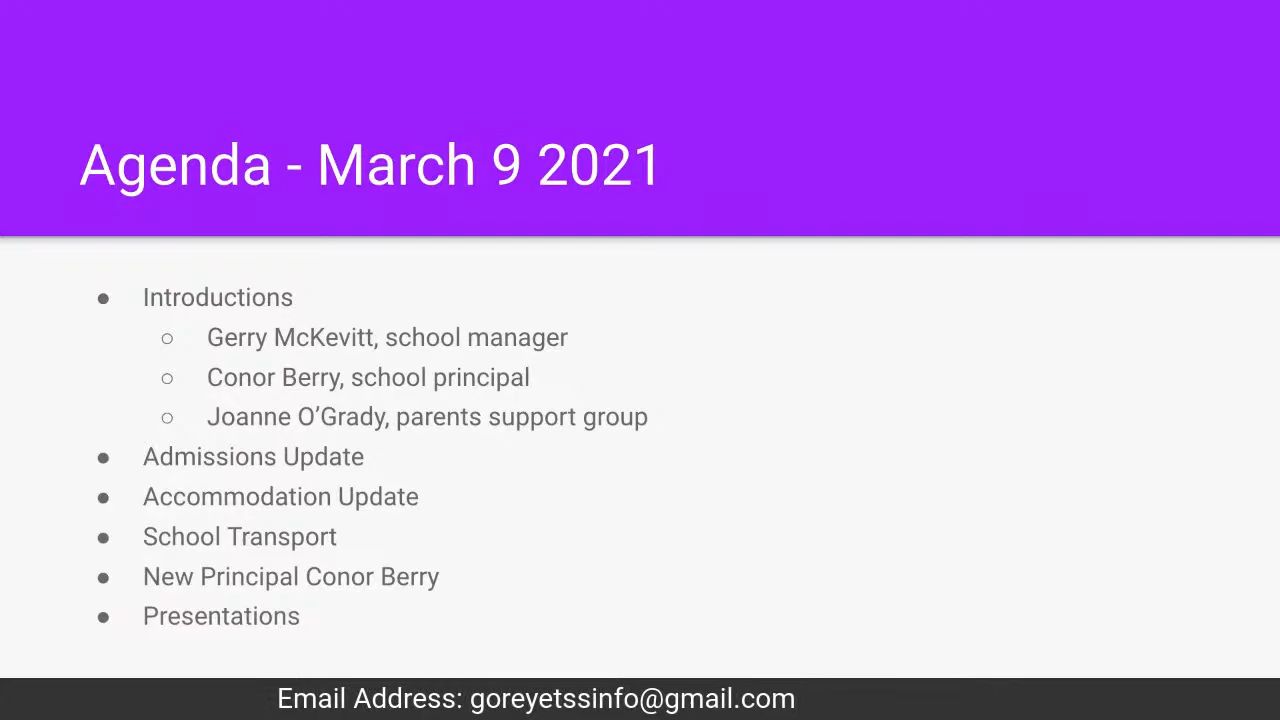 Agenda - March 9 2021
● Introductions
○ Gerry McKevitt, school manager
○ Conor Berry, school principal
○ Joanne O’Grady, parents support group
● Admissions Update
● Accommodation Update
● School Transport
● New Principal Conor Berry
● Presentations
Email Address: goreyetssinfo@gmail.com